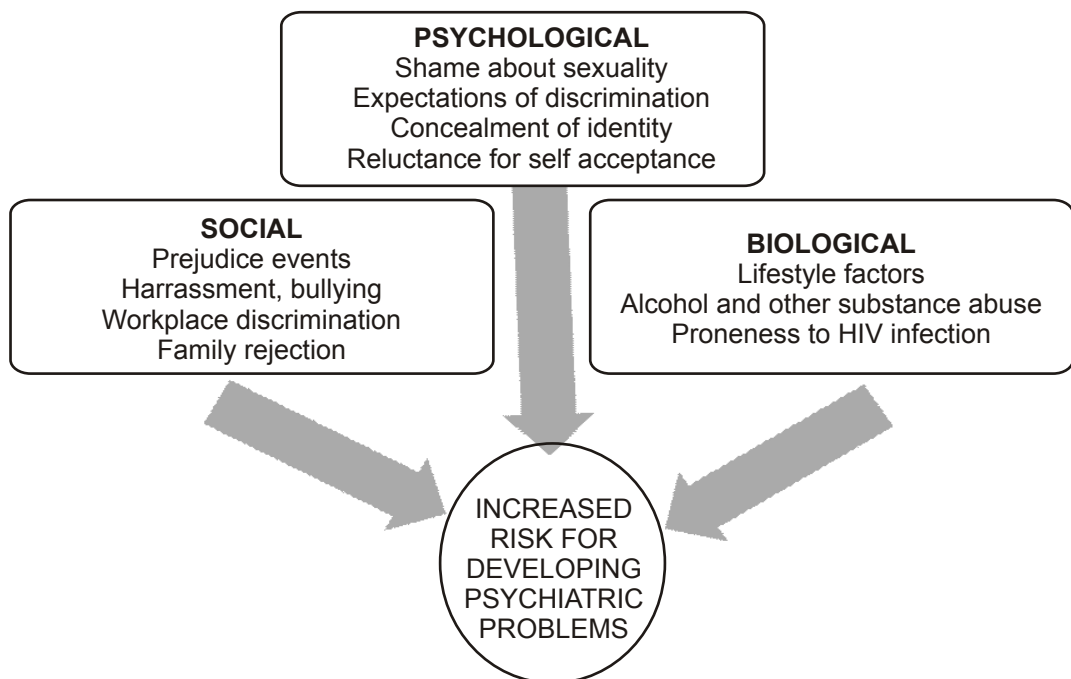 PSYCHOLOGICAL
Shame about sexuality
Expectations of discrimination
Concealment of identity
Reluctance for self acceptance
SOCIAL
Prejudice events
Harrassment, bullying
Workplace discrimination
Family rejection
BIOLOGICAL
Lifestyle factors
Alcohol and other substance abuse
Proneness to HIV infection
INCREASED
RISK FOR
DEVELOPING
PSYCHIATRIC
PROBLEMS